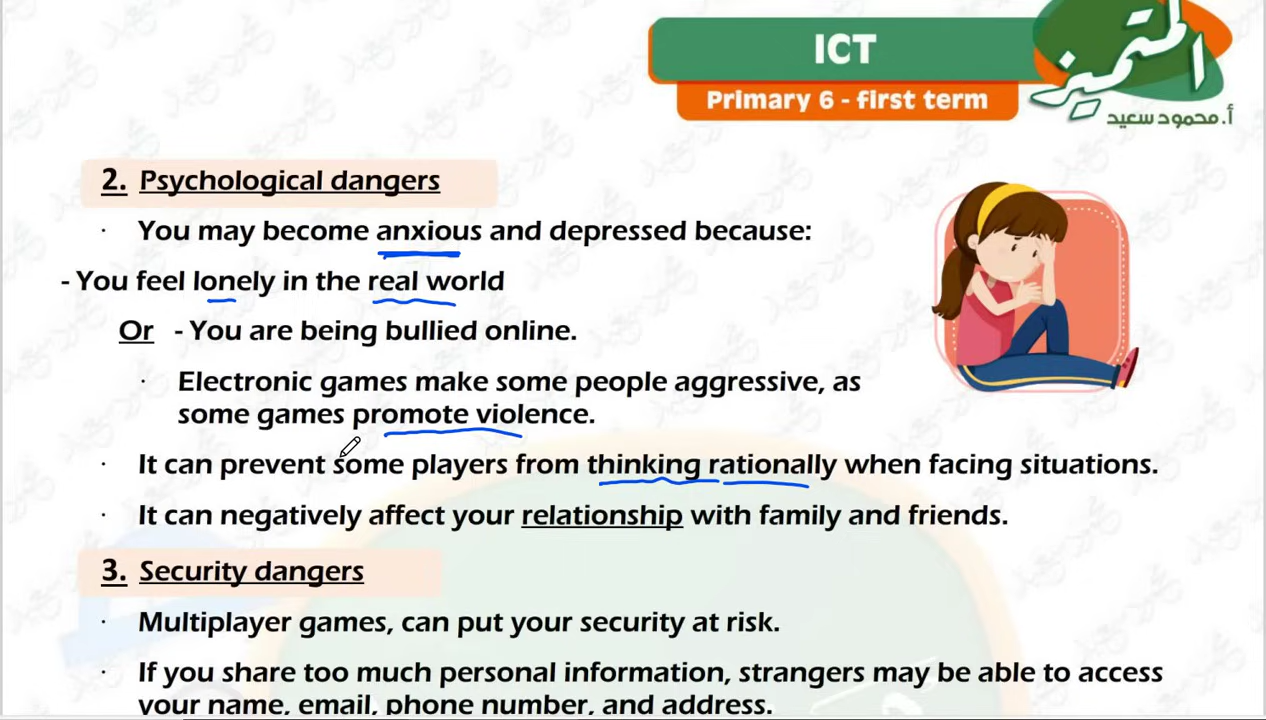 ICT
المتميز
Primary 6 - first term
أ. محمود سعيد
2. Psychological dangers
· You may become anxious and depressed because:
- You feel lonely in the real world
Or - You are being bullied online.
· Electronic games make some people aggressive, as
some games promote violence.
· It can prevent some players from thinking rationally when facing situations.
· It can negatively affect your relationship with family and friends.
3. Security dangers
· Multiplayer games, can put your security at risk.
· If you share too much personal information, strangers may be able to access
your name, email, phone number, and address.